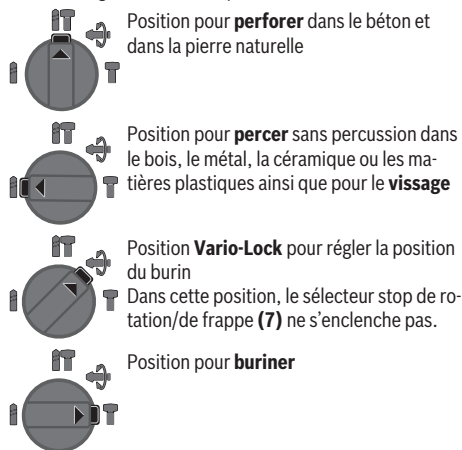 Position pour perforer dans le béton et
dans la pierre naturelle
Position pour percer sans percussion dans
le bois, le métal, la céramique ou les ma-
tières plastiques ainsi que pour le vissage
Position Vario-Lock pour régler la position
du burin
Dans cette position, le sélecteur stop de ro-
tation/de frappe (7) ne s’enclenche pas.
Position pour buriner